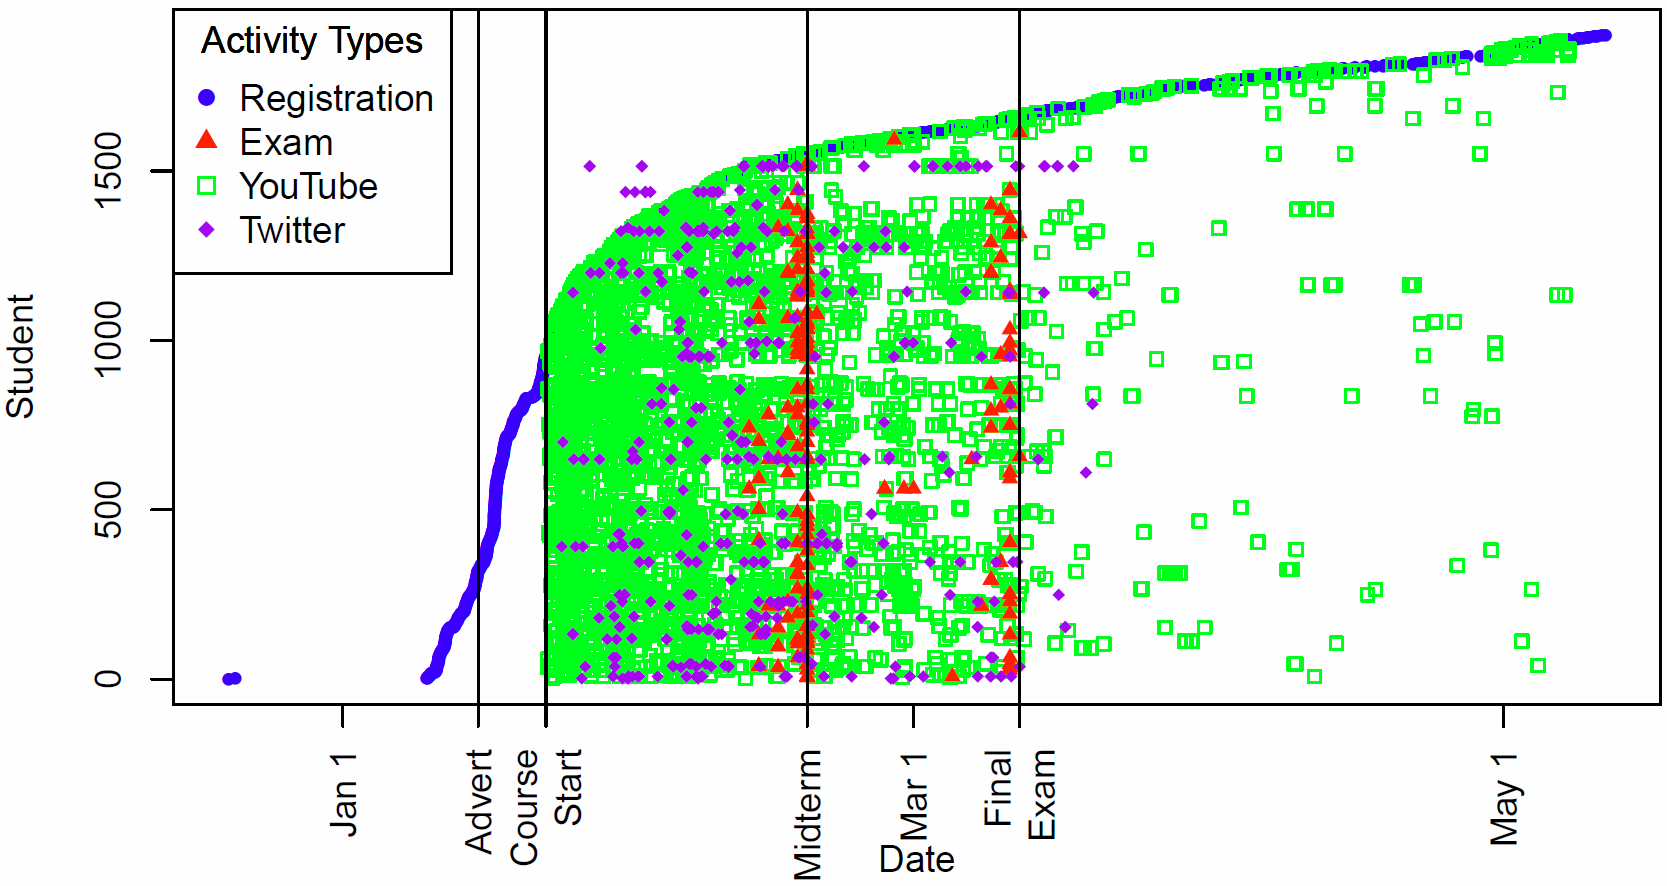 Activity Types
Registration
Exam
YouTube
Twitter
Student
0
500
1000
1500
Jan 1
Advert
Course
Start
Midterm
Mar 1
Final
Exam
May 1
Date